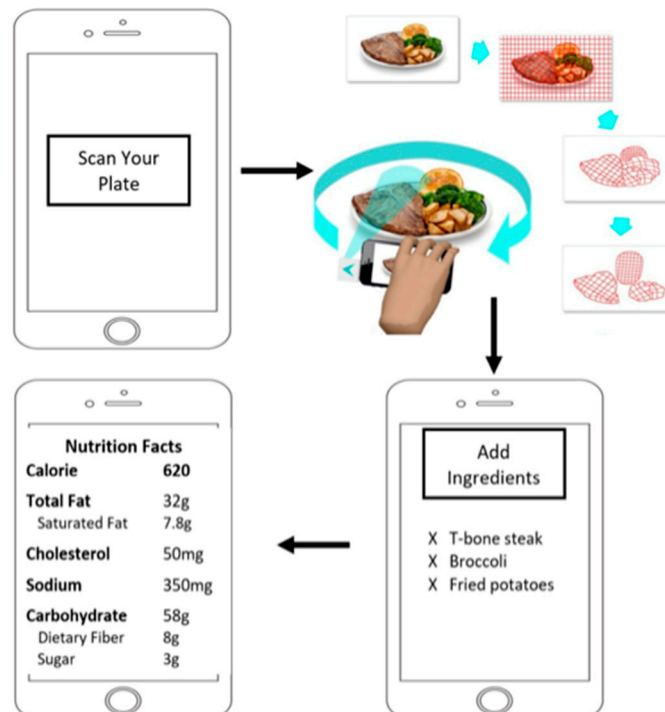 Scan Your
Plate
Add
Ingredients
X T-bone steak
X Broccoli
X Fried potatoes
Nutrition Facts
Calorie 620
Total Fat 32g
Saturated Fat 7.8g
Cholesterol 50mg
Sodium 350mg
Carbohydrate 58g
Dietary Fiber 8g
Sugar 3g